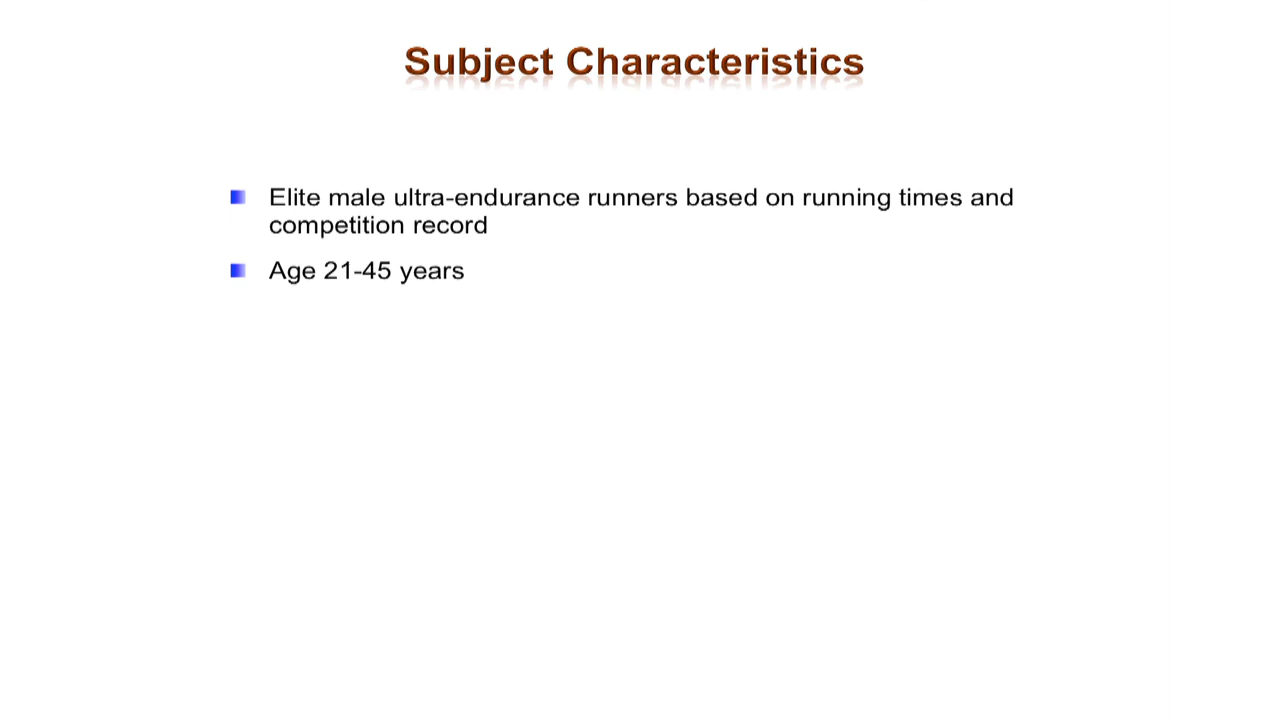 Subject Characteristics
Elite male ultra-endurance runners based on running times and
competition record
Age 21-45 years